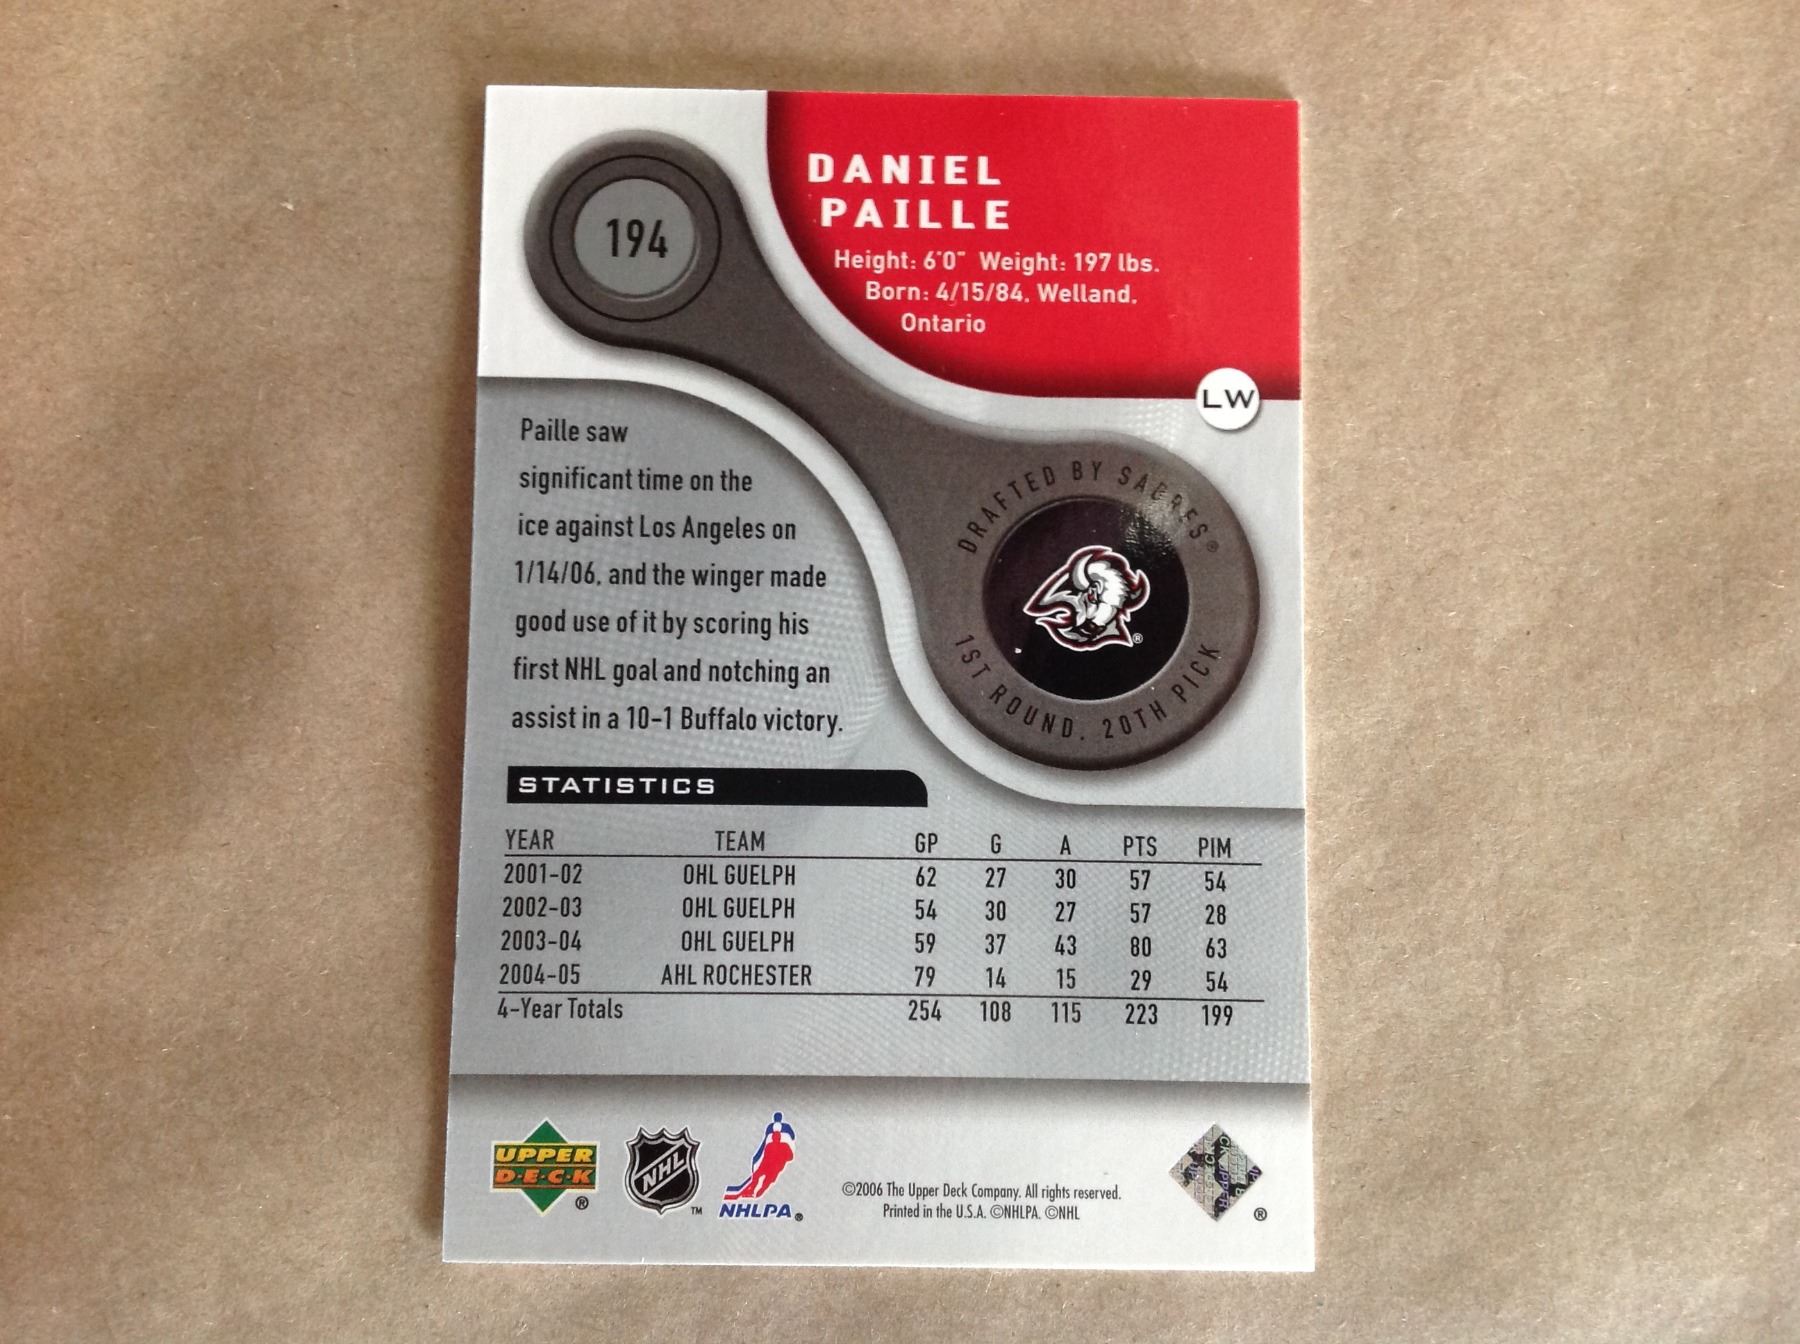 194
DANIEL
PAILLE
Height: 6'0" Weight: 197 lbs.
Born: 4/15/84, Welland,
Ontario
LW
Paille saw
significant time on the
ice against Los Angeles on
1/14/06, and the winger made
good use of it by scoring his
first NHL goal and notching an
assist in a 10-1 Buffalo victory.
DRAFTED BY SABRES®
1ST ROUND, 20TH PICK
®
STATISTICS
YEAR TEAM GP G A PTS PIM
2001-02 OHL GUELPH 62 27 30 57 54
2002-03 OHL GUELPH 54 30 27 57 28
2003-04 OHL GUELPH 59 37 43 80 63
2004-05 AHL ROCHESTER 79 14 15 29 54
4-Year Totals 254 108 115 223 199
UPPER
D·E·C·K ®
NHL ™
NHLPA ®
©2006 The Upper Deck Company. All rights reserved.
Printed in the U.S.A. ©NHLPA. ©NHL
®